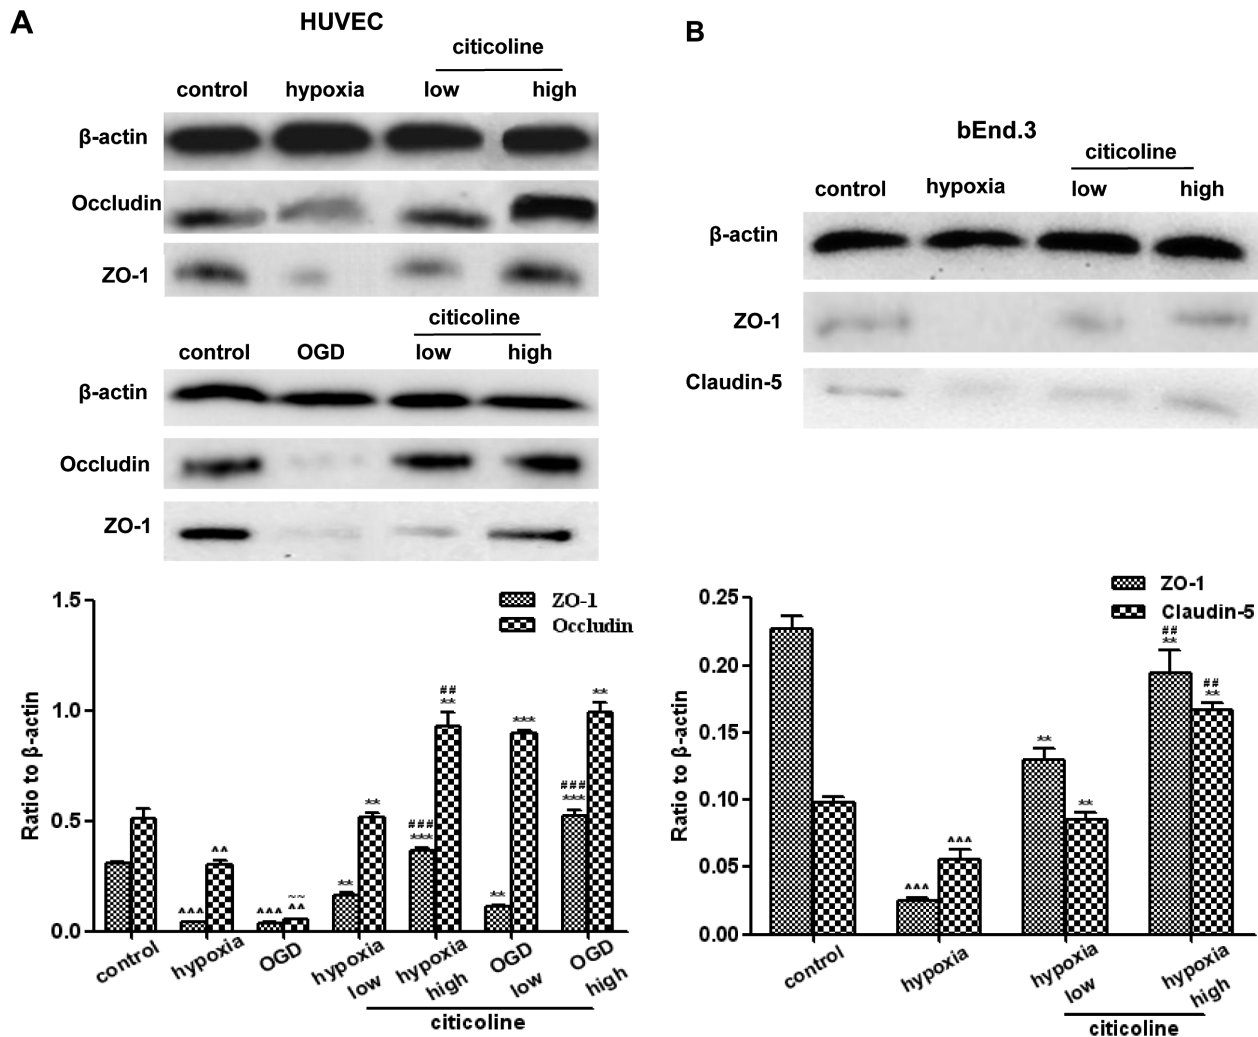 A
HUVEC
citicoline
control hypoxia low high
β-actin
Occludin
ZO-1
citicoline
control OGD low high
β-actin
Occludin
ZO-1
1.5
1.0
0.5
0.0
Ratio to β-actin
ZO-1
Occludin
^^^ ^^ ^^^ ~~ ^^ ** ** ### *** ## ** ** *** ### *** **
control hypoxia OGD hypoxia low hypoxia high OGD low OGD high
citicoline
B
bEnd.3
citicoline
control hypoxia low high
β-actin
ZO-1
Claudin-5
0.25
0.20
0.15
0.10
0.05
0.00
Ratio to β-actin
ZO-1
Claudin-5
^^^ ^^^ ** ** ## ** ## **
control hypoxia hypoxia low hypoxia high
citicoline